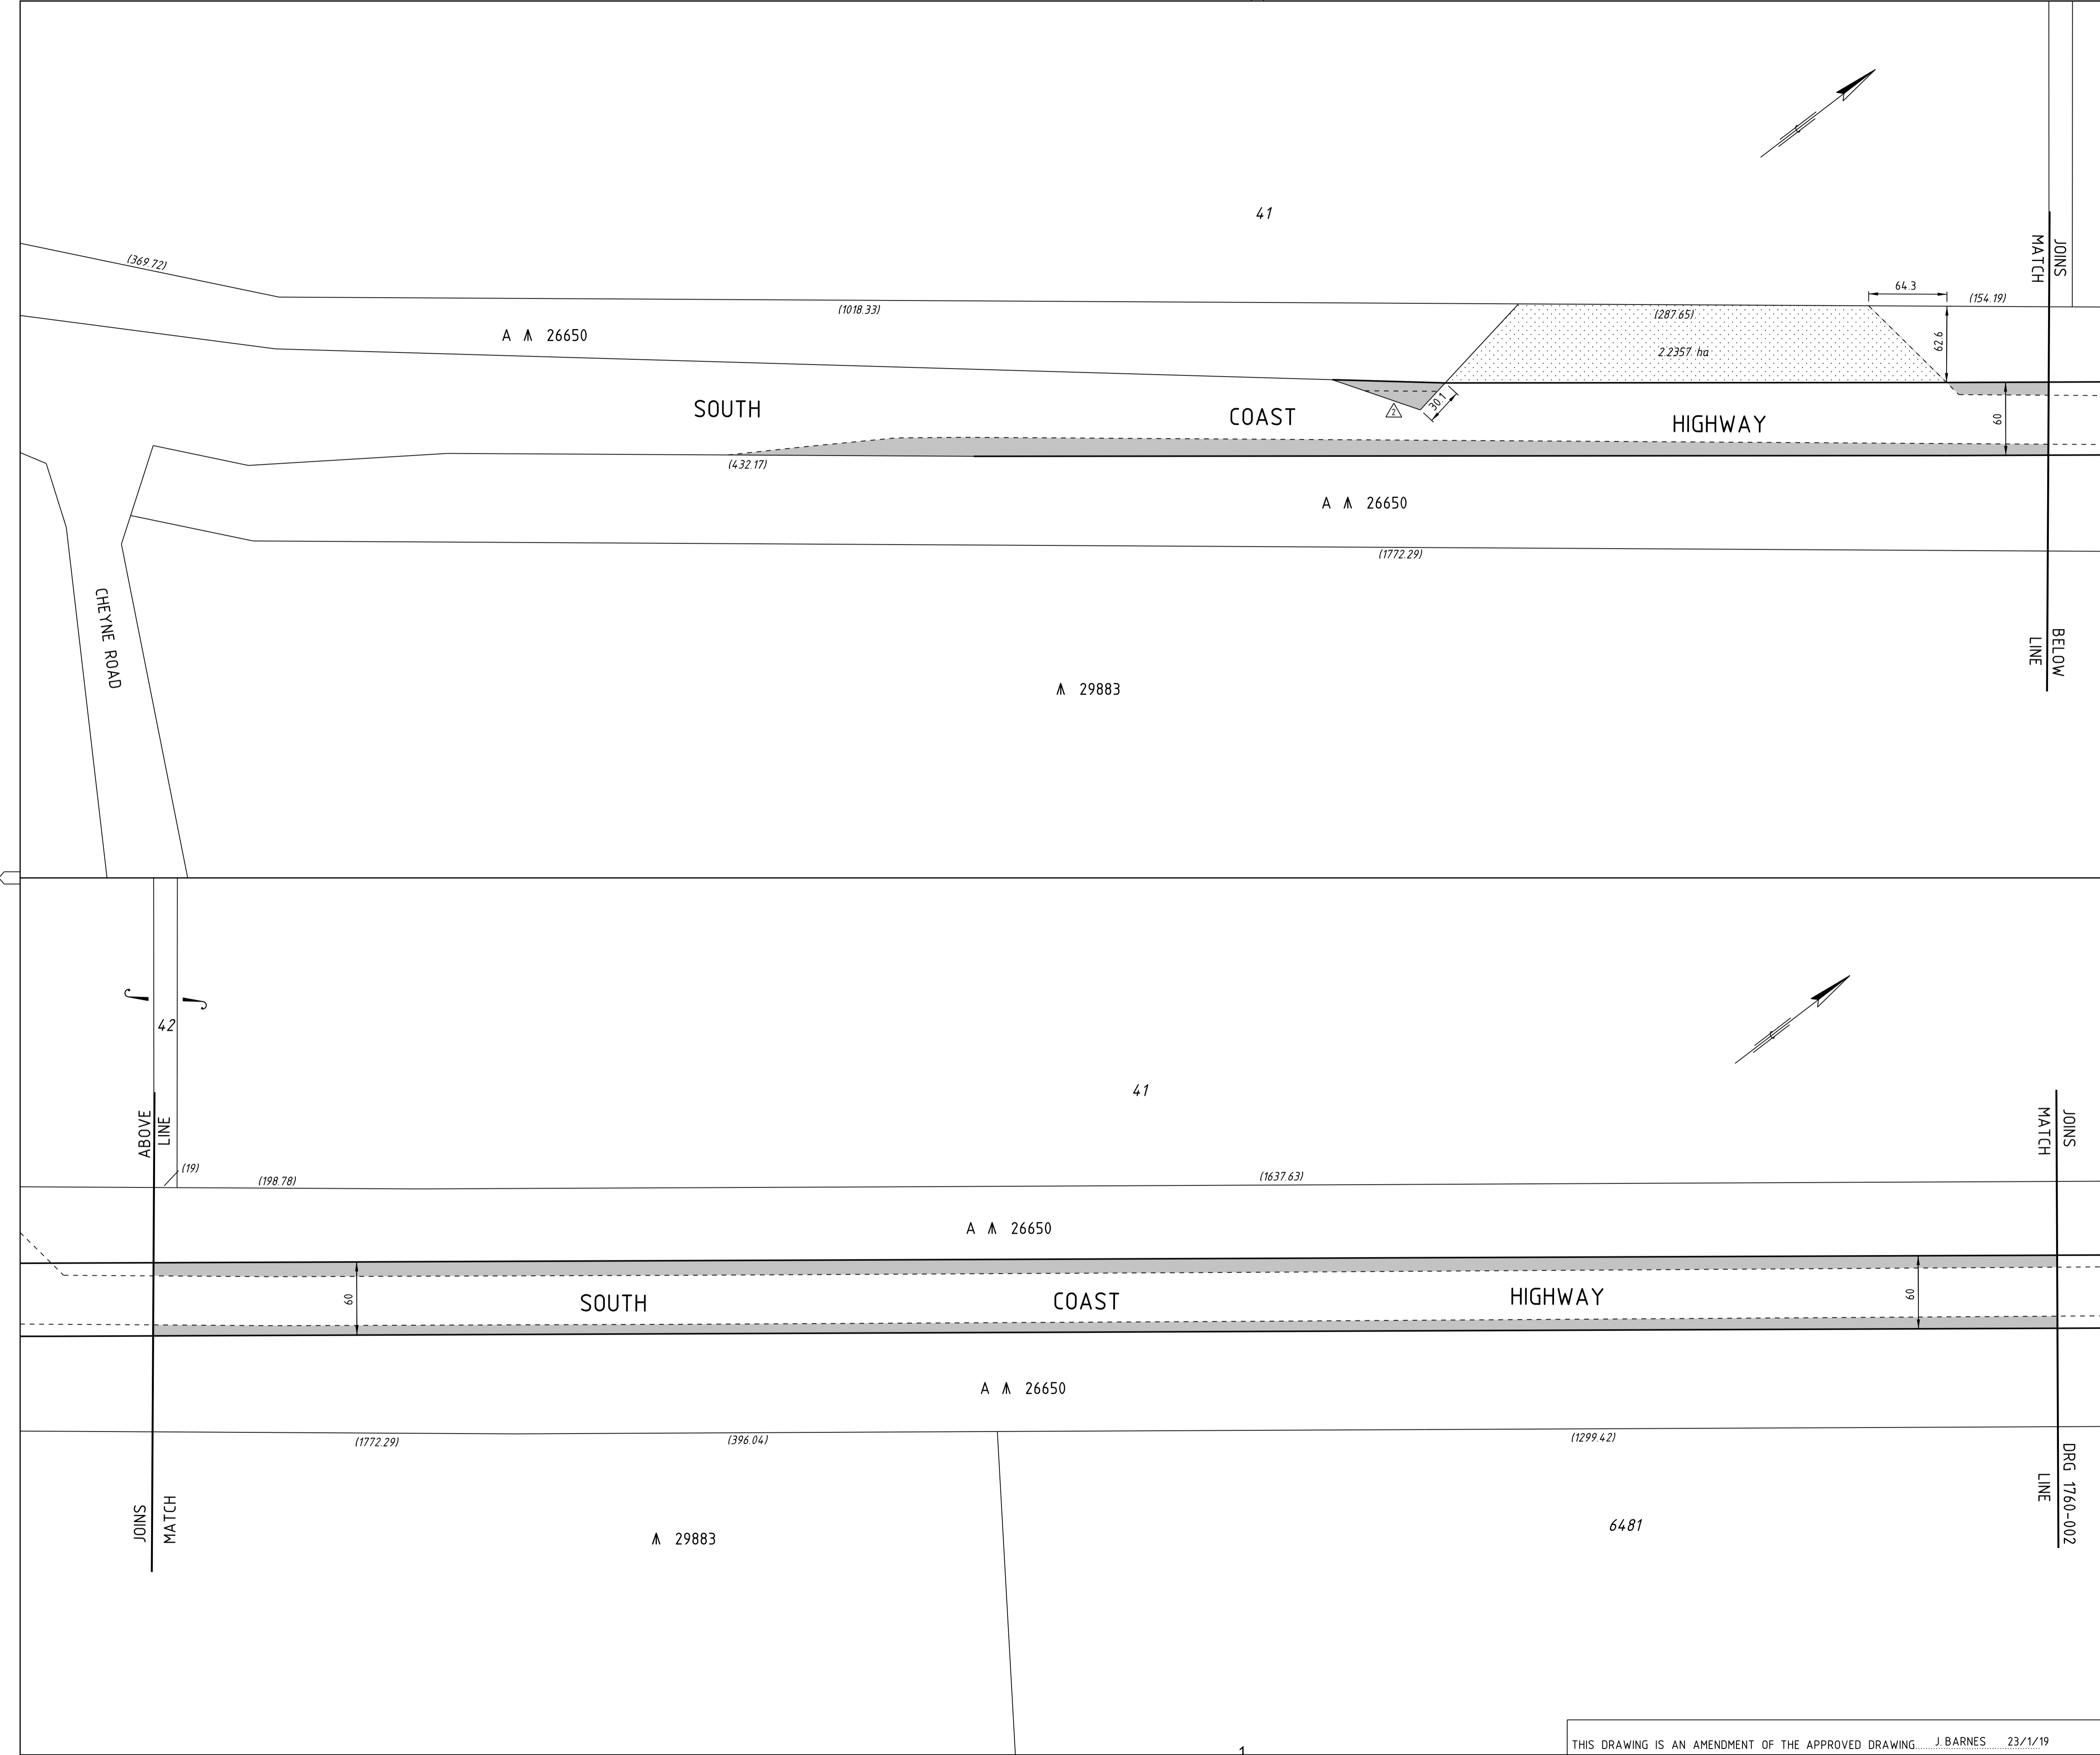 41
MATCH
JOINS
(369.72)
64.3
(154.19)
(1018.33)
(287.65)
A 26650
62.6
2.2357 ha
SOUTH COAST HIGHWAY
2
30.1
60
(432.17)
A 26650
(1772.29)
CHEYNE ROAD
LINE
BELOW
29883
42
41
ABOVE
LINE
MATCH
JOINS
(19)
(198.78)
(1637.63)
A 26650
60
60
SOUTH COAST HIGHWAY
A 26650
(1772.29)
(396.04)
(1299.42)
JOINS
MATCH
LINE
DRG 1760-002
29883
6481
THIS DRAWING IS AN AMENDMENT OF THE APPROVED DRAWING J. BARNES 23/1/19
1